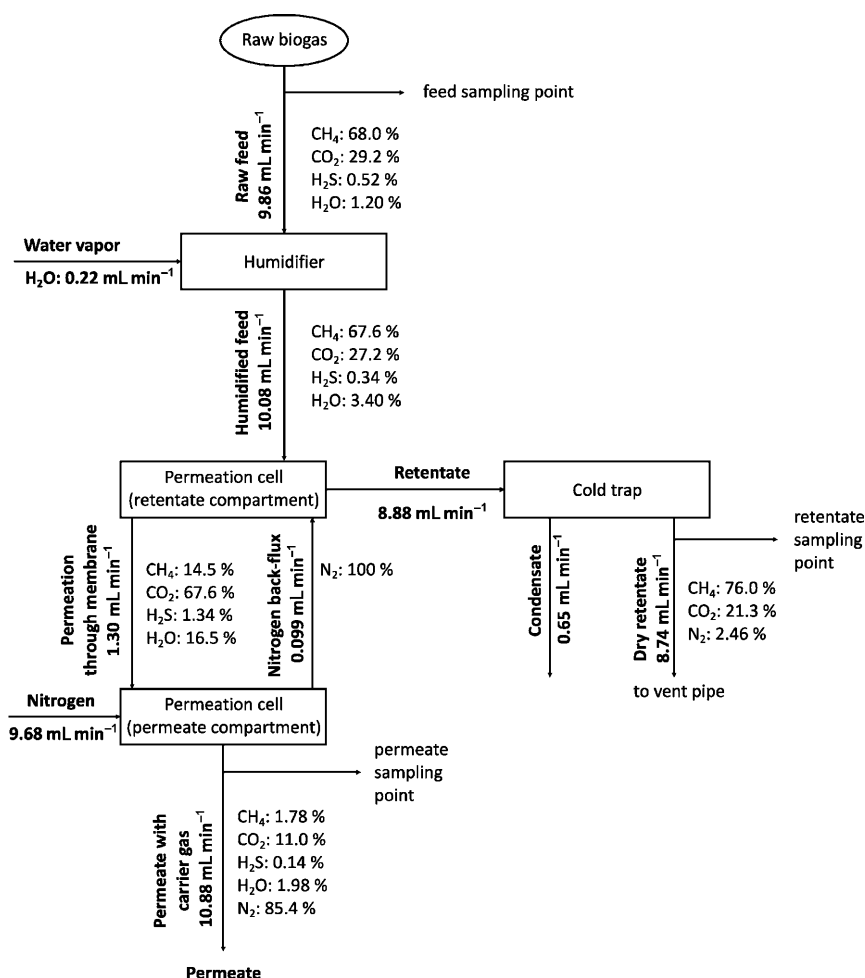 Raw biogas
feed sampling point
Raw feed
9.86 mL min⁻¹
CH₄: 68.0 %
CO₂: 29.2 %
H₂S: 0.52 %
H₂O: 1.20 %
Water vapor
H₂O: 0.22 mL min⁻¹
Humidifier
Humidified feed
10.08 mL min⁻¹
CH₄: 67.6 %
CO₂: 27.2 %
H₂S: 0.34 %
H₂O: 3.40 %
Permeation cell
(retentate compartment)
Retentate
8.88 mL min⁻¹
Cold trap
Permeation
through membrane
1.30 mL min⁻¹
CH₄: 14.5 %
CO₂: 67.6 %
H₂S: 1.34 %
H₂O: 16.5 %
Nitrogen back-flux
0.099 mL min⁻¹
N₂: 100 %
Condensate
0.65 mL min⁻¹
Dry retentate
8.74 mL min⁻¹
retentate
sampling
point
CH₄: 76.0 %
CO₂: 21.3 %
N₂: 2.46 %
to vent pipe
Nitrogen
9.68 mL min⁻¹
Permeation cell
(permeate compartment)
permeate
sampling
point
Permeate with
carrier gas
10.88 mL min⁻¹
CH₄: 1.78 %
CO₂: 11.0 %
H₂S: 0.14 %
H₂O: 1.98 %
N₂: 85.4 %
Permeate